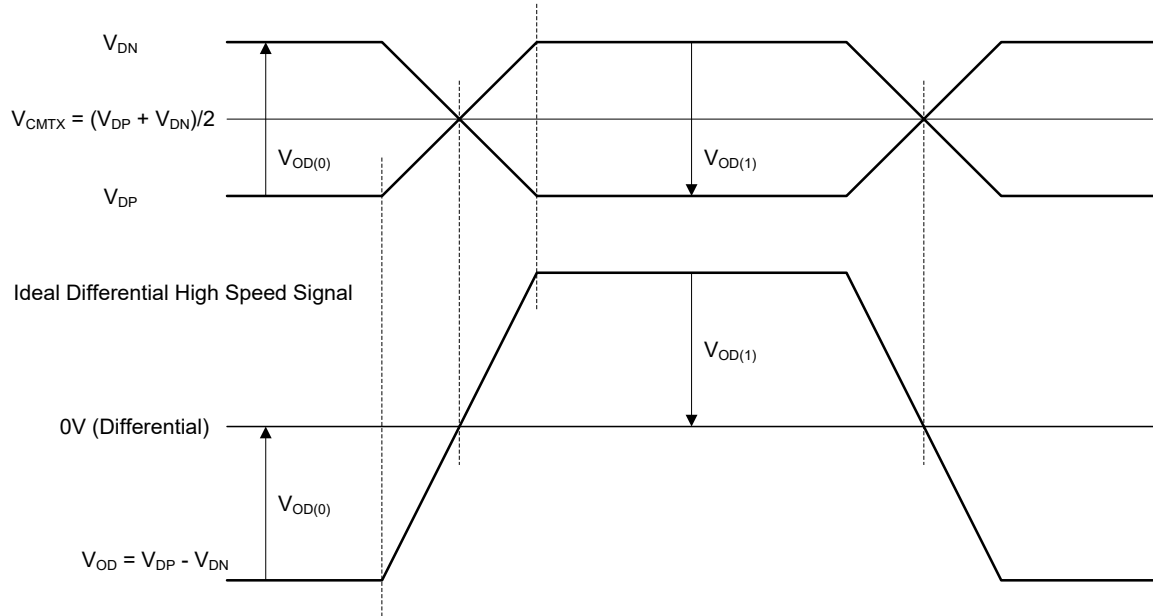 V_DN
V_CMTX = (V_DP + V_DN)/2
V_OD(0)
V_OD(1)
V_DP
Ideal Differential High Speed Signal
V_OD(1)
0V (Differential)
V_OD(0)
V_OD = V_DP - V_DN